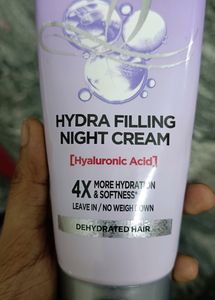 HYDRA FILLING
NIGHT CREAM
[Hyaluronic Acid]
4X MORE HYDRATION
& SOFTNESS*
LEAVE IN / NO WEIGH DOWN
DEHYDRATED HAIR